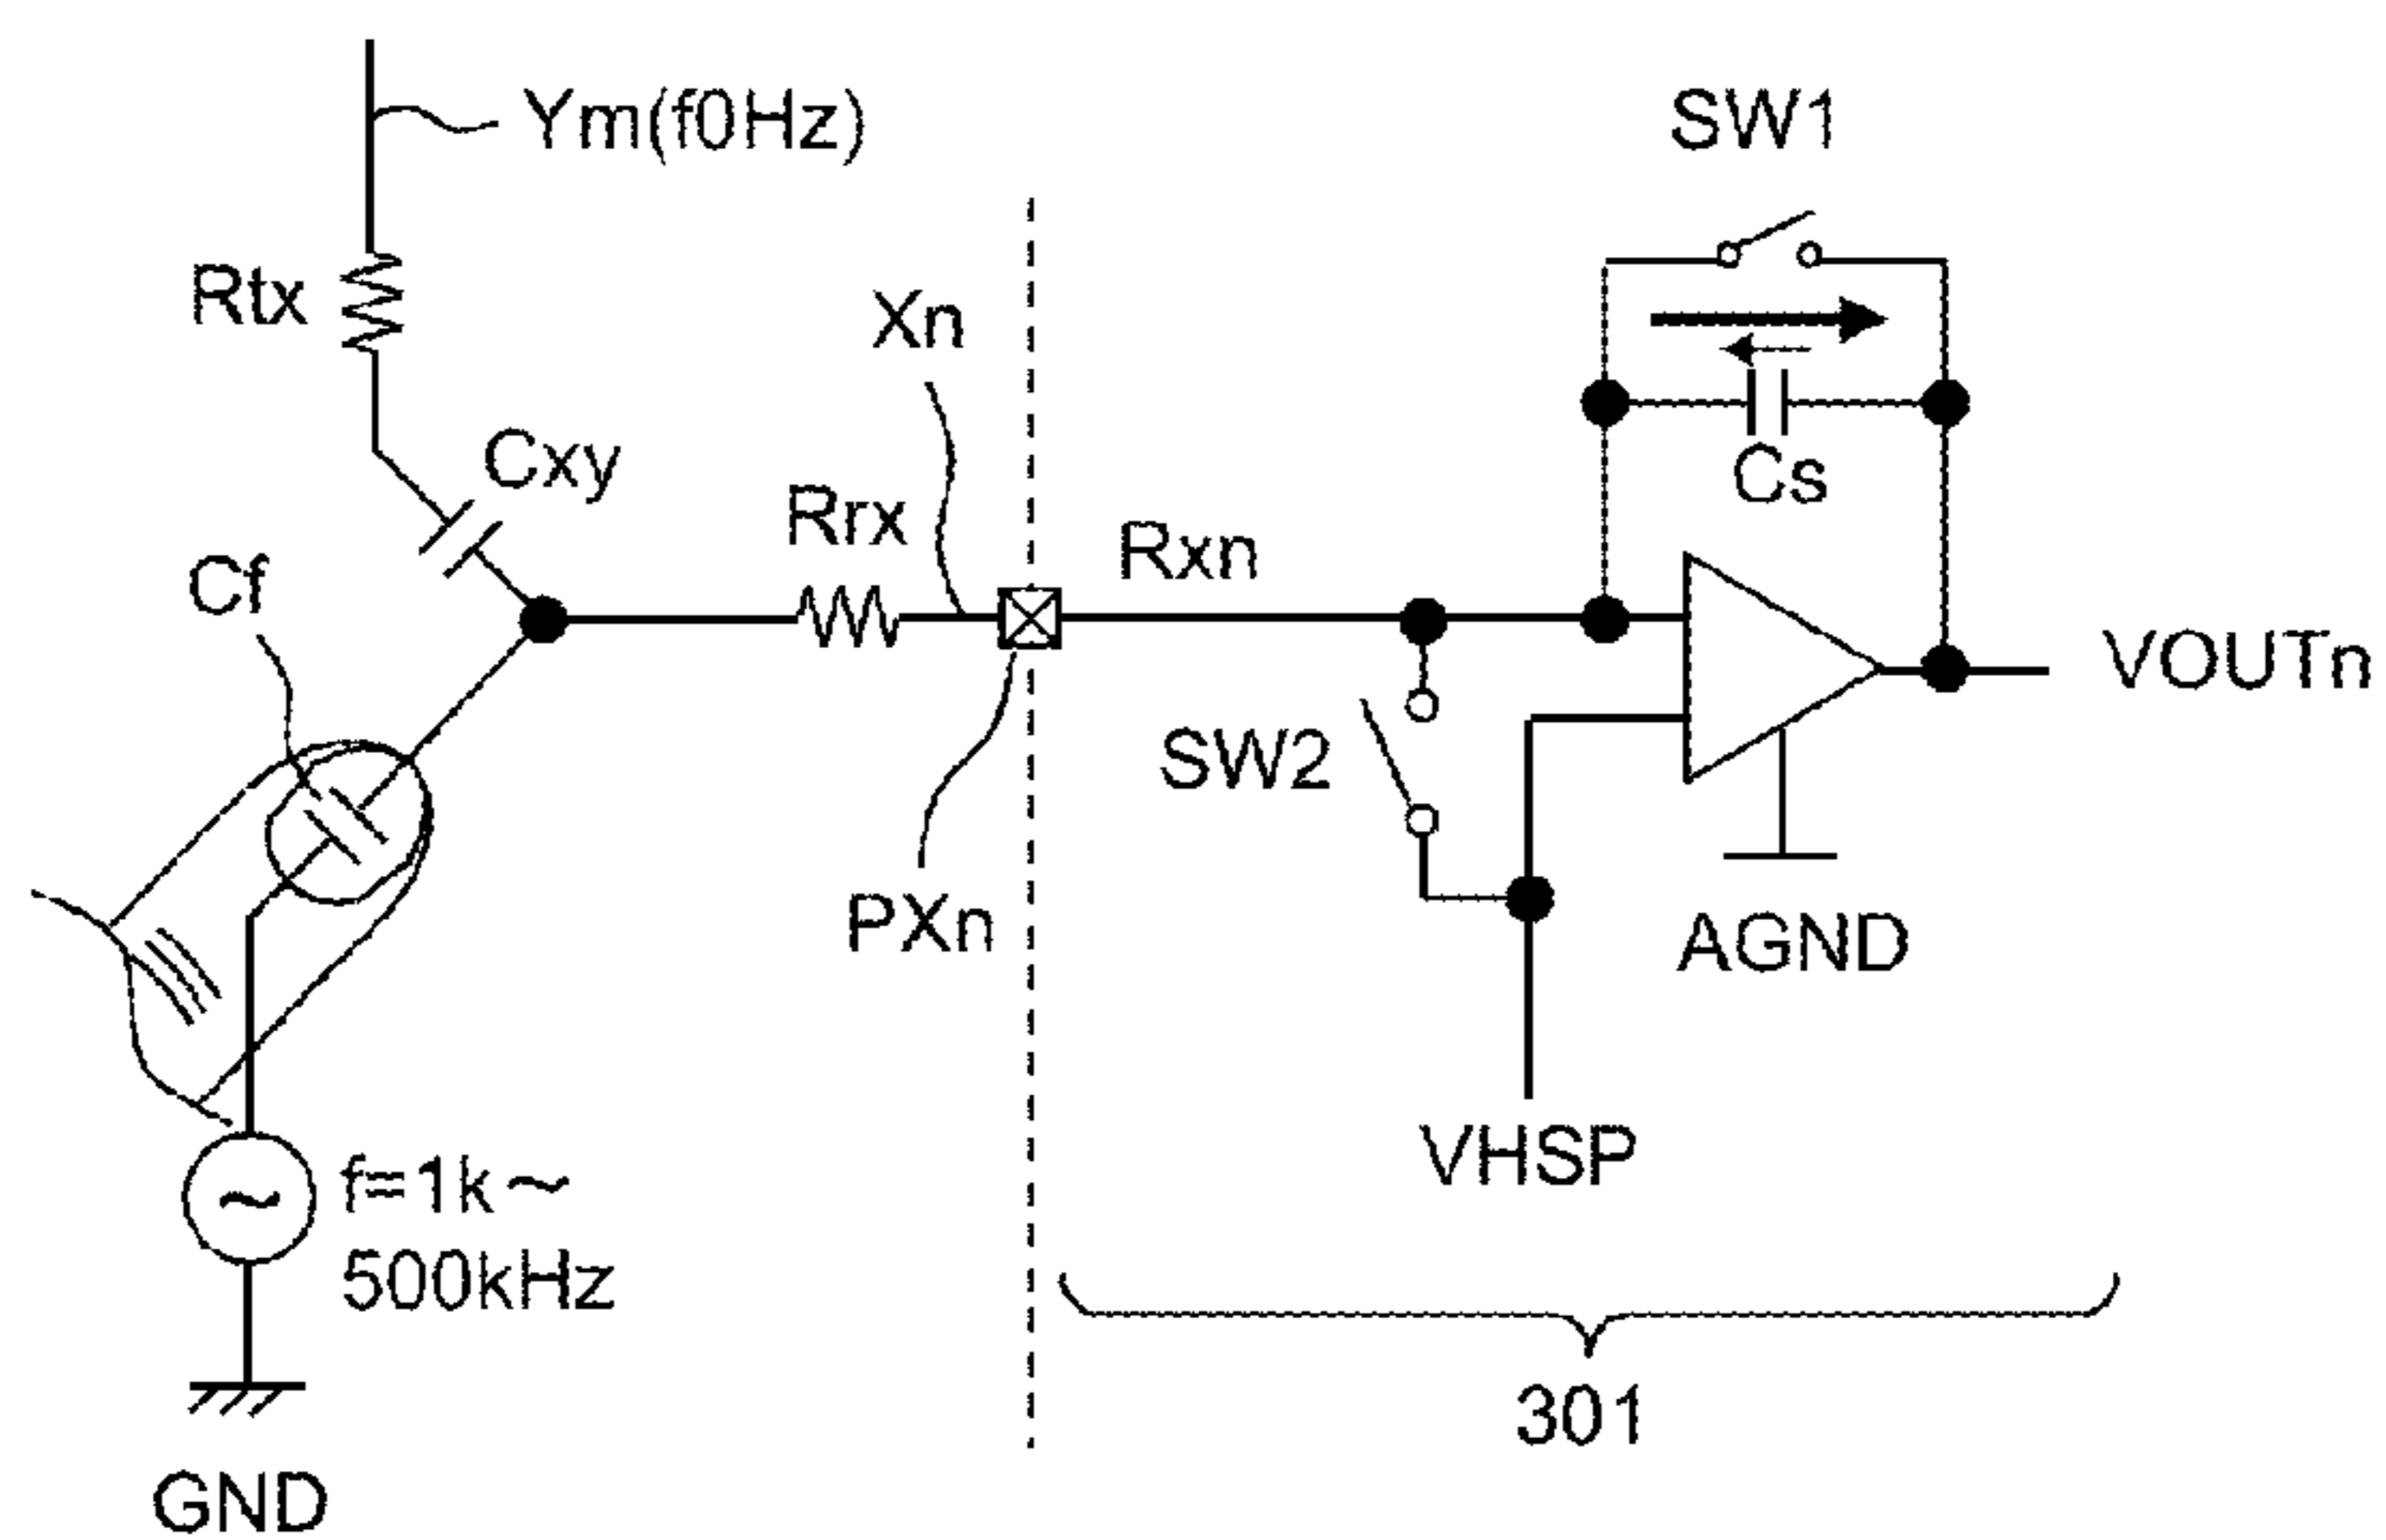 Ym(f0Hz)
SW1
Rtx
Xn
Cxy
Cs
Rrx
Rxn
Cf
VOUTn
SW2
PXn
AGND
VHSP
f=1k~
500kHz
301
GND